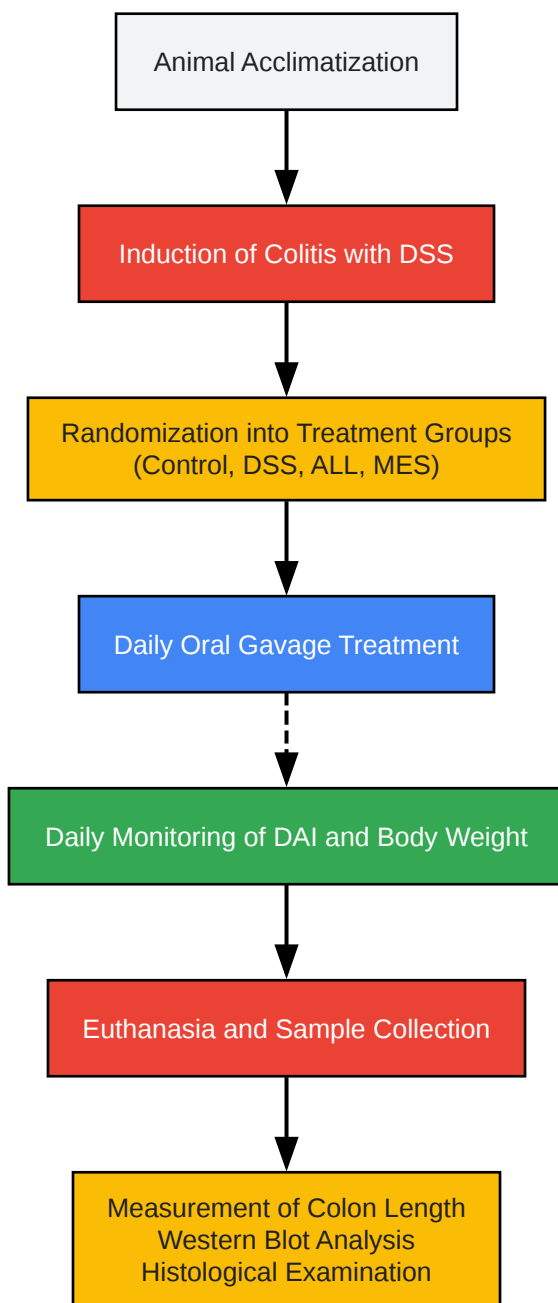 Animal Acclimatization
Induction of Colitis with DSS
Randomization into Treatment Groups
(Control, DSS, ALL, MES)
Daily Oral Gavage Treatment
Daily Monitoring of DAI and Body Weight
Euthanasia and Sample Collection
Measurement of Colon Length
Western Blot Analysis
Histological Examination